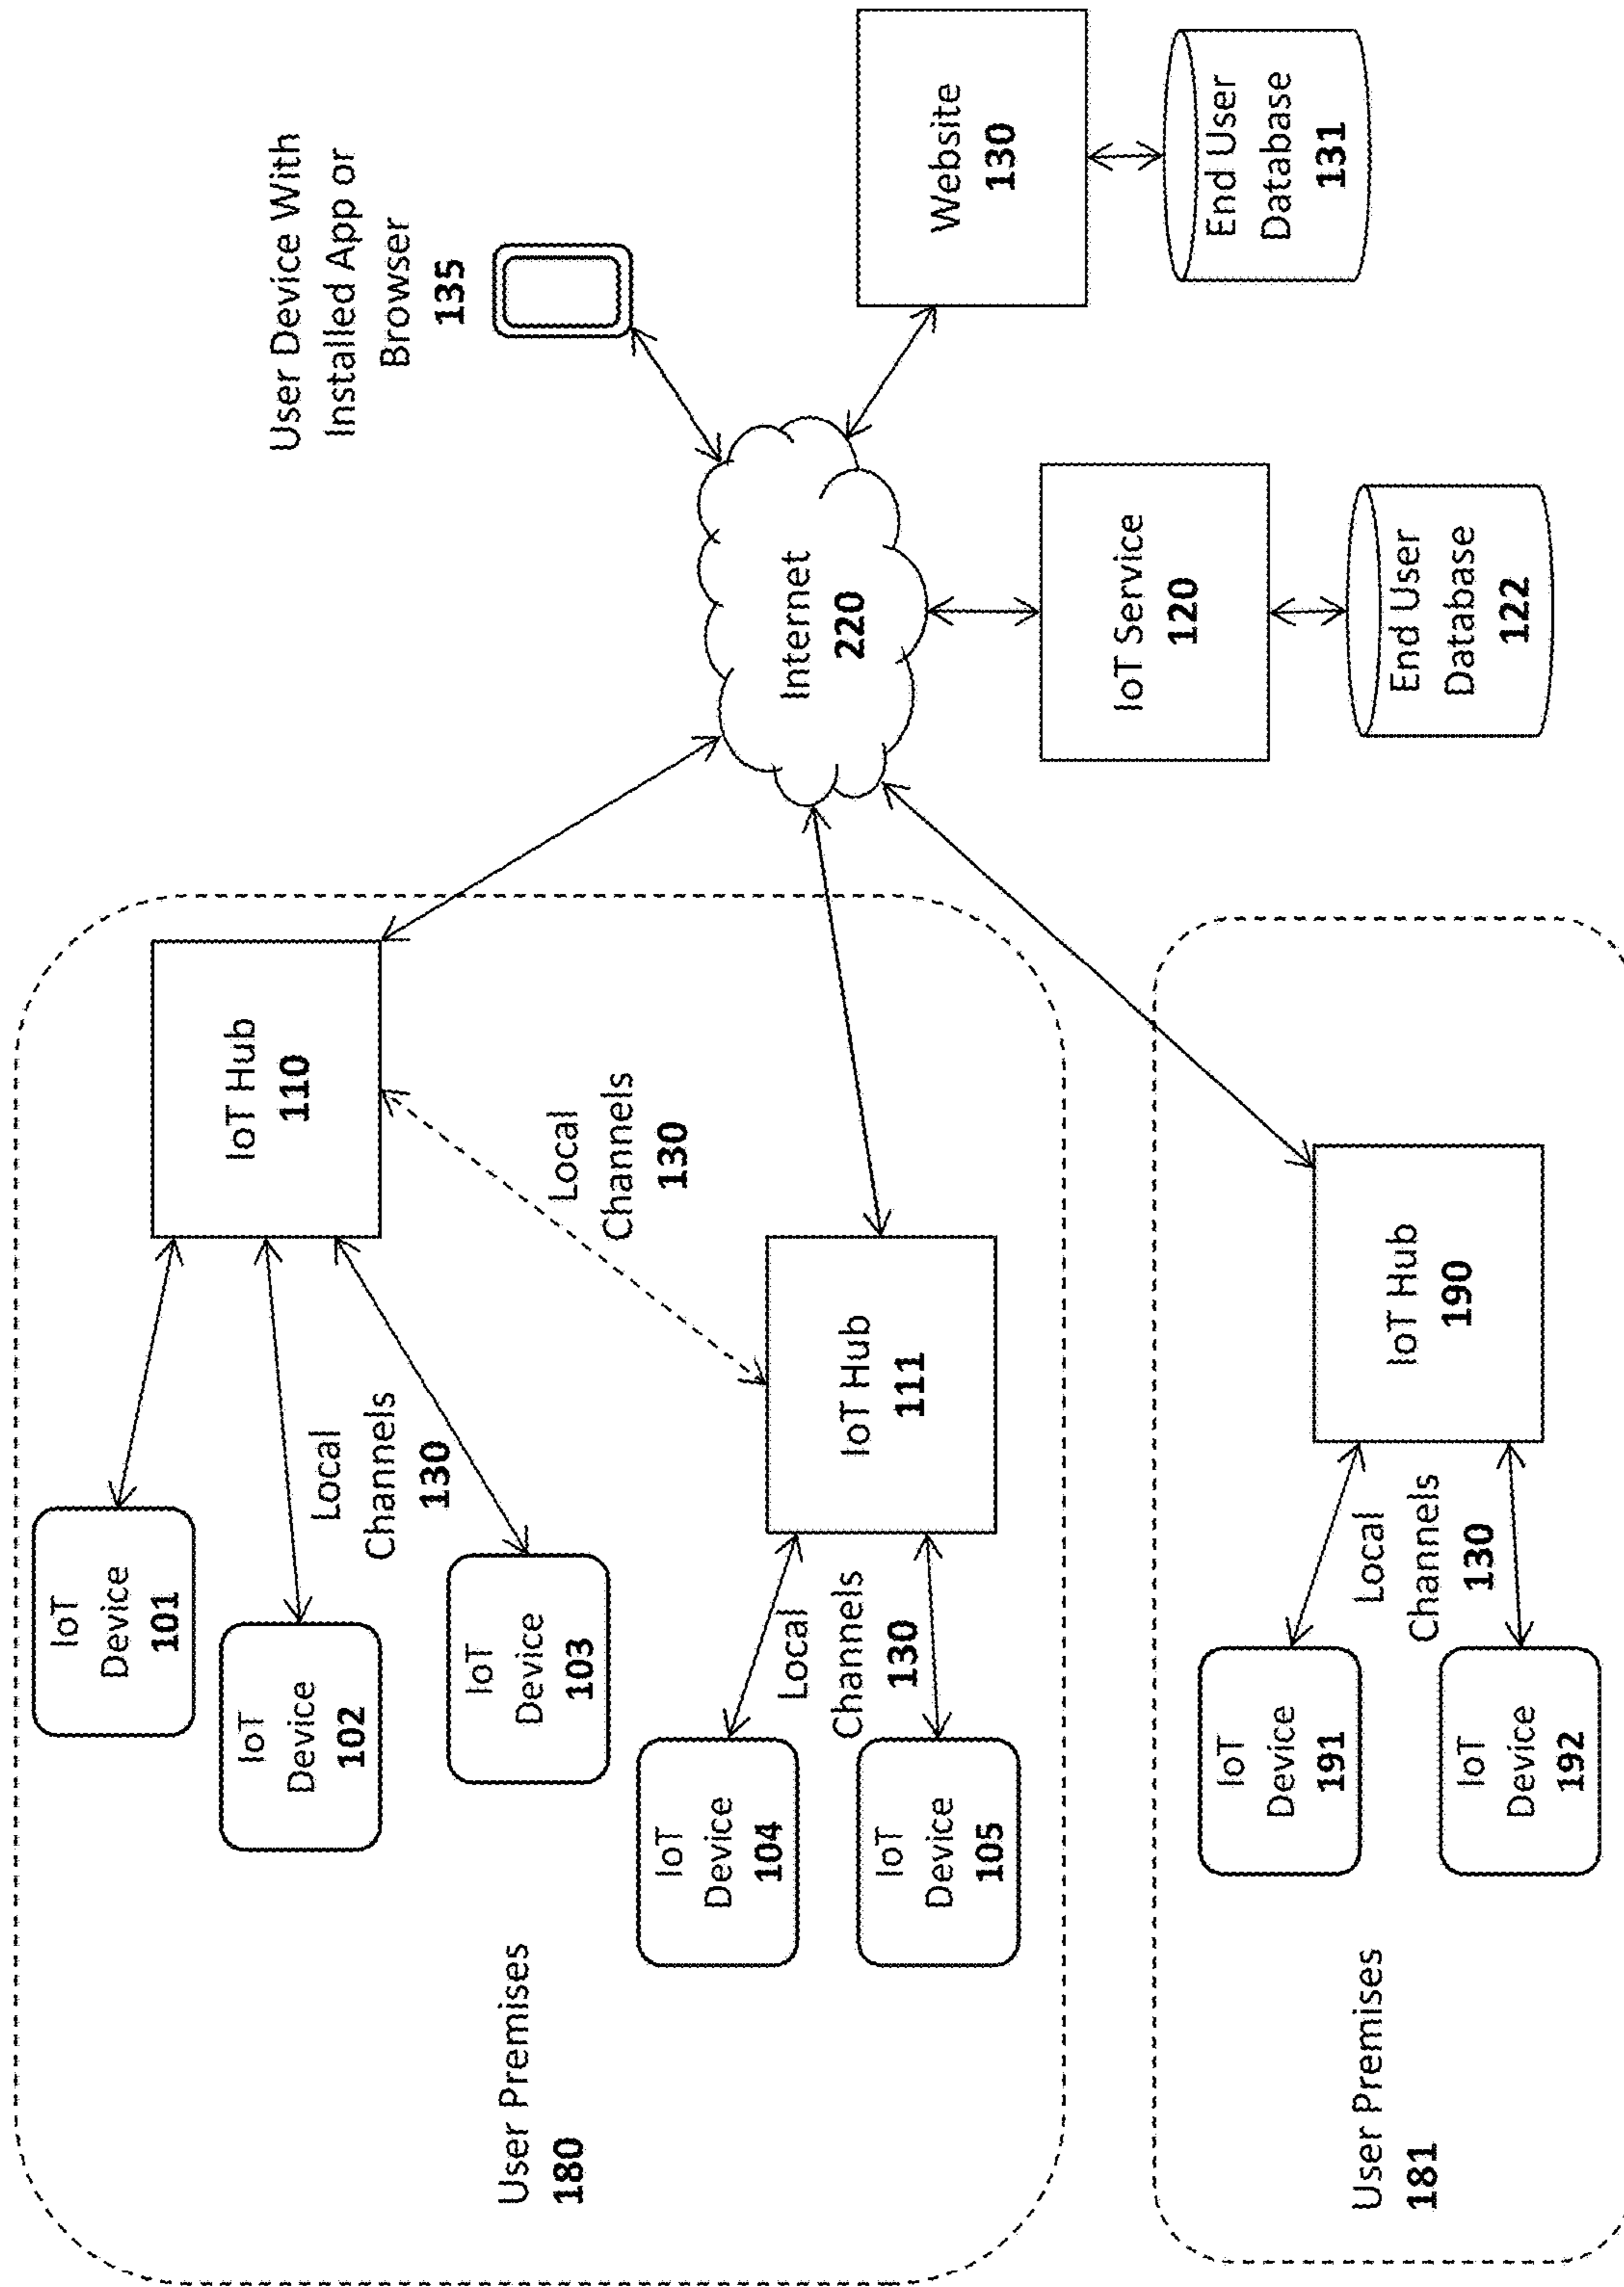 User Premises
180
IoT
Device
101
IoT
Device
102
IoT
Device
103
Local
Channels
130
IoT Hub
110
IoT
Device
104
IoT
Device
105
Local
Channels
130
IoT Hub
111
Local
Channels
130
User Premises
181
IoT
Device
191
IoT
Device
192
Local
Channels
130
IoT Hub
190
Internet
220
IoT Service
120
End User
Database
122
User Device With
Installed App or
Browser
135
Website
130
End User
Database
131